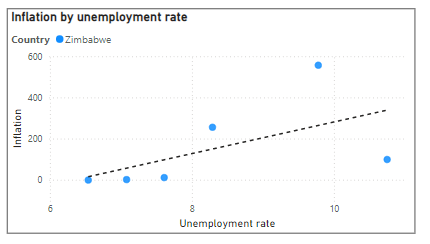 Inflation by unemployment rate
Country Zimbabwe
600
400
200
0
Inflation
6 8 10
Unemployment rate